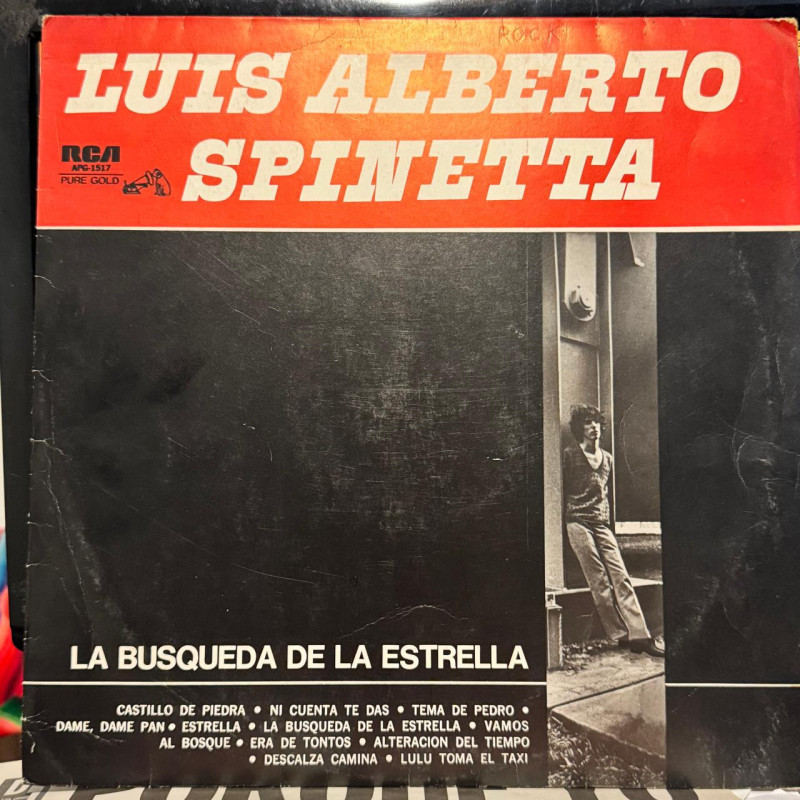 ROCK
LUIS ALBERTO
SPINETTA
RCA
APG-1517
PURE GOLD
LA BUSQUEDA DE LA ESTRELLA
CASTILLO DE PIEDRA • NI CUENTA TE DAS • TEMA DE PEDRO •
DAME, DAME PAN • ESTRELLA • LA BUSQUEDA DE LA ESTRELLA • VAMOS
AL BOSQUE • ERA DE TONTOS • ALTERACION DEL TIEMPO
• DESCALZA CAMINA • LULU TOMA EL TAXI